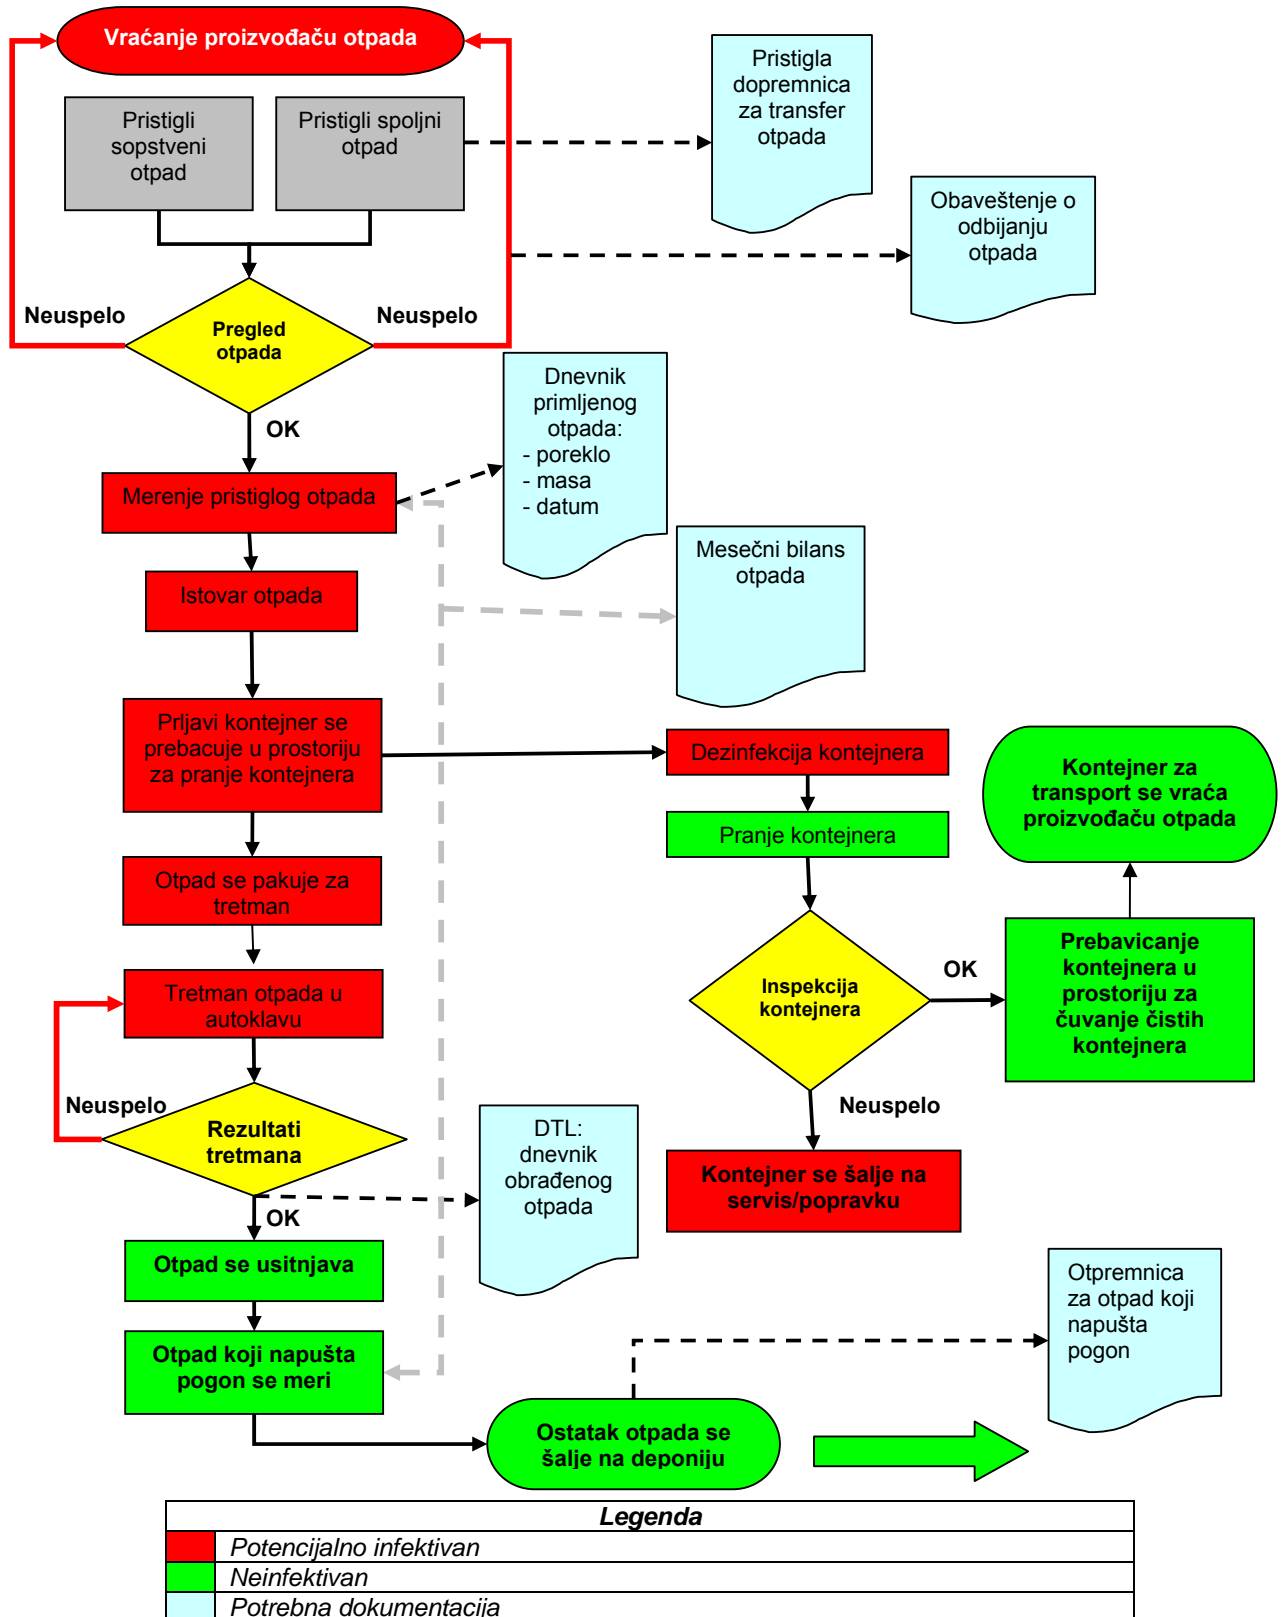 Vraćanje proizvođaču otpada
Pristigli
sopstveni
otpad
Pristigli spoljni
otpad
Pristigla
dopremnica
za transfer
otpada
Obaveštenje o
odbijanju
otpada
Neuspelo
Neuspelo
Pregled
otpada
OK
Dnevnik
primljenog
otpada:
- poreklo
- masa
- datum
Merenje pristiglog otpada
Mesečni bilans
otpada
Istovar otpada
Prljavi kontejner se
prebacuje u prostoriju
za pranje kontejnera
Dezinfekcija kontejnera
Pranje kontejnera
Kontejner za
transport se vraća
proizvođaču otpada
Otpad se pakuje za
tretman
Inspekcija
kontejnera
OK
Prebavicanje
kontejnera u
prostoriju za
čuvanje čistih
kontejnera
Tretman otpada u
autoklavu
Neuspelo
Neuspelo
Rezultati
tretmana
DTL:
dnevnik
obrađenog
otpada
Kontejner se šalje na
servis/popravku
OK
Otpad se usitnjava
Otpad koji napušta
pogon se meri
Otpremnica
za otpad koji
napušta
pogon
Ostatak otpada se
šalje na deponiju
Legenda
Potencijalno infektivan
Neinfektivan
Potrebna dokumentacija